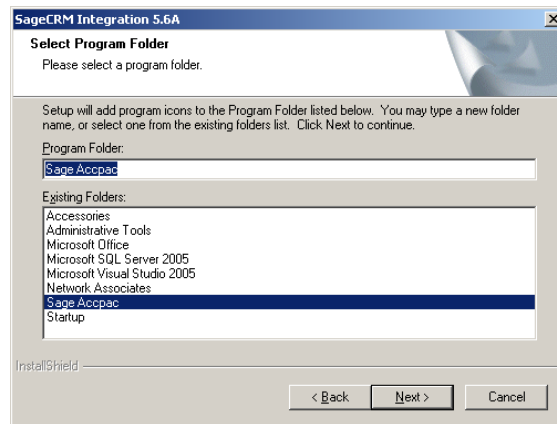 SageCRM Integration 5.6A
Select Program Folder
Please select a program folder.
Setup will add program icons to the Program Folder listed below. You may type a new folder
name, or select one from the existing folders list. Click Next to continue.
Program Folder:
Sage Accpac
Existing Folders:
Accessories
Administrative Tools
Microsoft Office
Microsoft SQL Server 2005
Microsoft Visual Studio 2005
Network Associates
Sage Accpac
Startup
InstallShield
< Back Next > Cancel